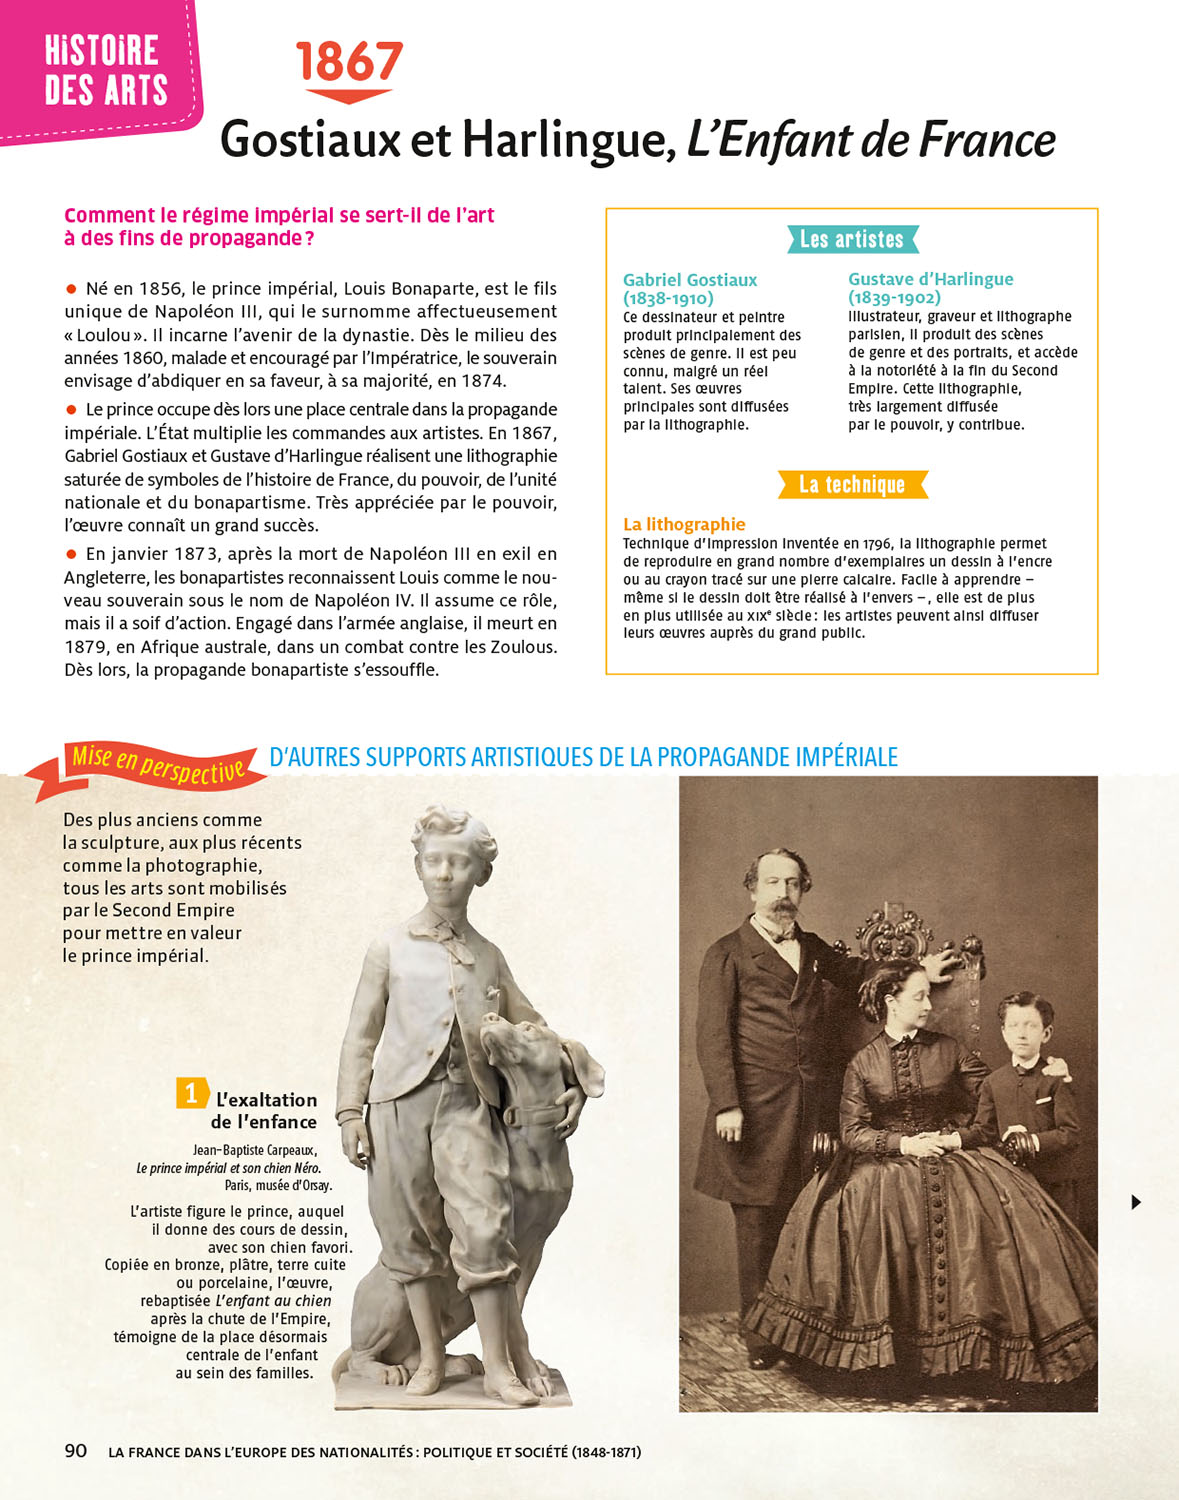 HiSTOiRE
DES ARTS
1867
Gostiaux et Harlingue, L’Enfant de France
Comment le régime impérial se sert-il de l’art
à des fins de propagande ?
● Né en 1856, le prince impérial, Louis Bonaparte, est le fils
unique de Napoléon III, qui le surnomme affectueusement
« Loulou ». Il incarne l’avenir de la dynastie. Dès le milieu des
années 1860, malade et encouragé par l’Impératrice, le souverain
envisage d’abdiquer en sa faveur, à sa majorité, en 1874.
● Le prince occupe dès lors une place centrale dans la propagande
impériale. L’État multiplie les commandes aux artistes. En 1867,
Gabriel Gostiaux et Gustave d’Harlingue réalisent une lithographie
saturée de symboles de l’histoire de France, du pouvoir, de l’unité
nationale et du bonapartisme. Très appréciée par le pouvoir,
l’œuvre connaît un grand succès.
● En janvier 1873, après la mort de Napoléon III en exil en
Angleterre, les bonapartistes reconnaissent Louis comme le nou-
veau souverain sous le nom de Napoléon IV. Il assume ce rôle,
mais il a soif d’action. Engagé dans l’armée anglaise, il meurt en
1879, en Afrique australe, dans un combat contre les Zoulous.
Dès lors, la propagande bonapartiste s’essouffle.
Les artistes
Gabriel Gostiaux
(1838-1910)
Ce dessinateur et peintre
produit principalement des
scènes de genre. Il est peu
connu, malgré un réel
talent. Ses œuvres
principales sont diffusées
par la lithographie.
Gustave d’Harlingue
(1839-1902)
Illustrateur, graveur et lithographe
parisien, il produit des scènes
de genre et des portraits, et accède
à la notoriété à la fin du Second
Empire. Cette lithographie,
très largement diffusée
par le pouvoir, y contribue.
La technique
La lithographie
Technique d’impression inventée en 1796, la lithographie permet
de reproduire en grand nombre d’exemplaires un dessin à l’encre
ou au crayon tracé sur une pierre calcaire. Facile à apprendre –
même si le dessin doit être réalisé à l’envers –, elle est de plus
en plus utilisée au XIXe siècle : les artistes peuvent ainsi diffuser
leurs œuvres auprès du grand public.
Mise en perspective
D’AUTRES SUPPORTS ARTISTIQUES DE LA PROPAGANDE IMPÉRIALE
Des plus anciens comme
la sculpture, aux plus récents
comme la photographie,
tous les arts sont mobilisés
par le Second Empire
pour mettre en valeur
le prince impérial.
1 L’exaltation
de l’enfance
Jean-Baptiste Carpeaux,
Le prince impérial et son chien Néro.
Paris, musée d’Orsay.
L’artiste figure le prince, auquel
il donne des cours de dessin,
avec son chien favori.
Copiée en bronze, plâtre, terre cuite
ou porcelaine, l’œuvre,
rebaptisée L’enfant au chien
après la chute de l’Empire,
témoigne de la place désormais
centrale de l’enfant
au sein des familles.
90 LA FRANCE DANS L’EUROPE DES NATIONALITÉS : POLITIQUE ET SOCIÉTÉ (1848-1871)